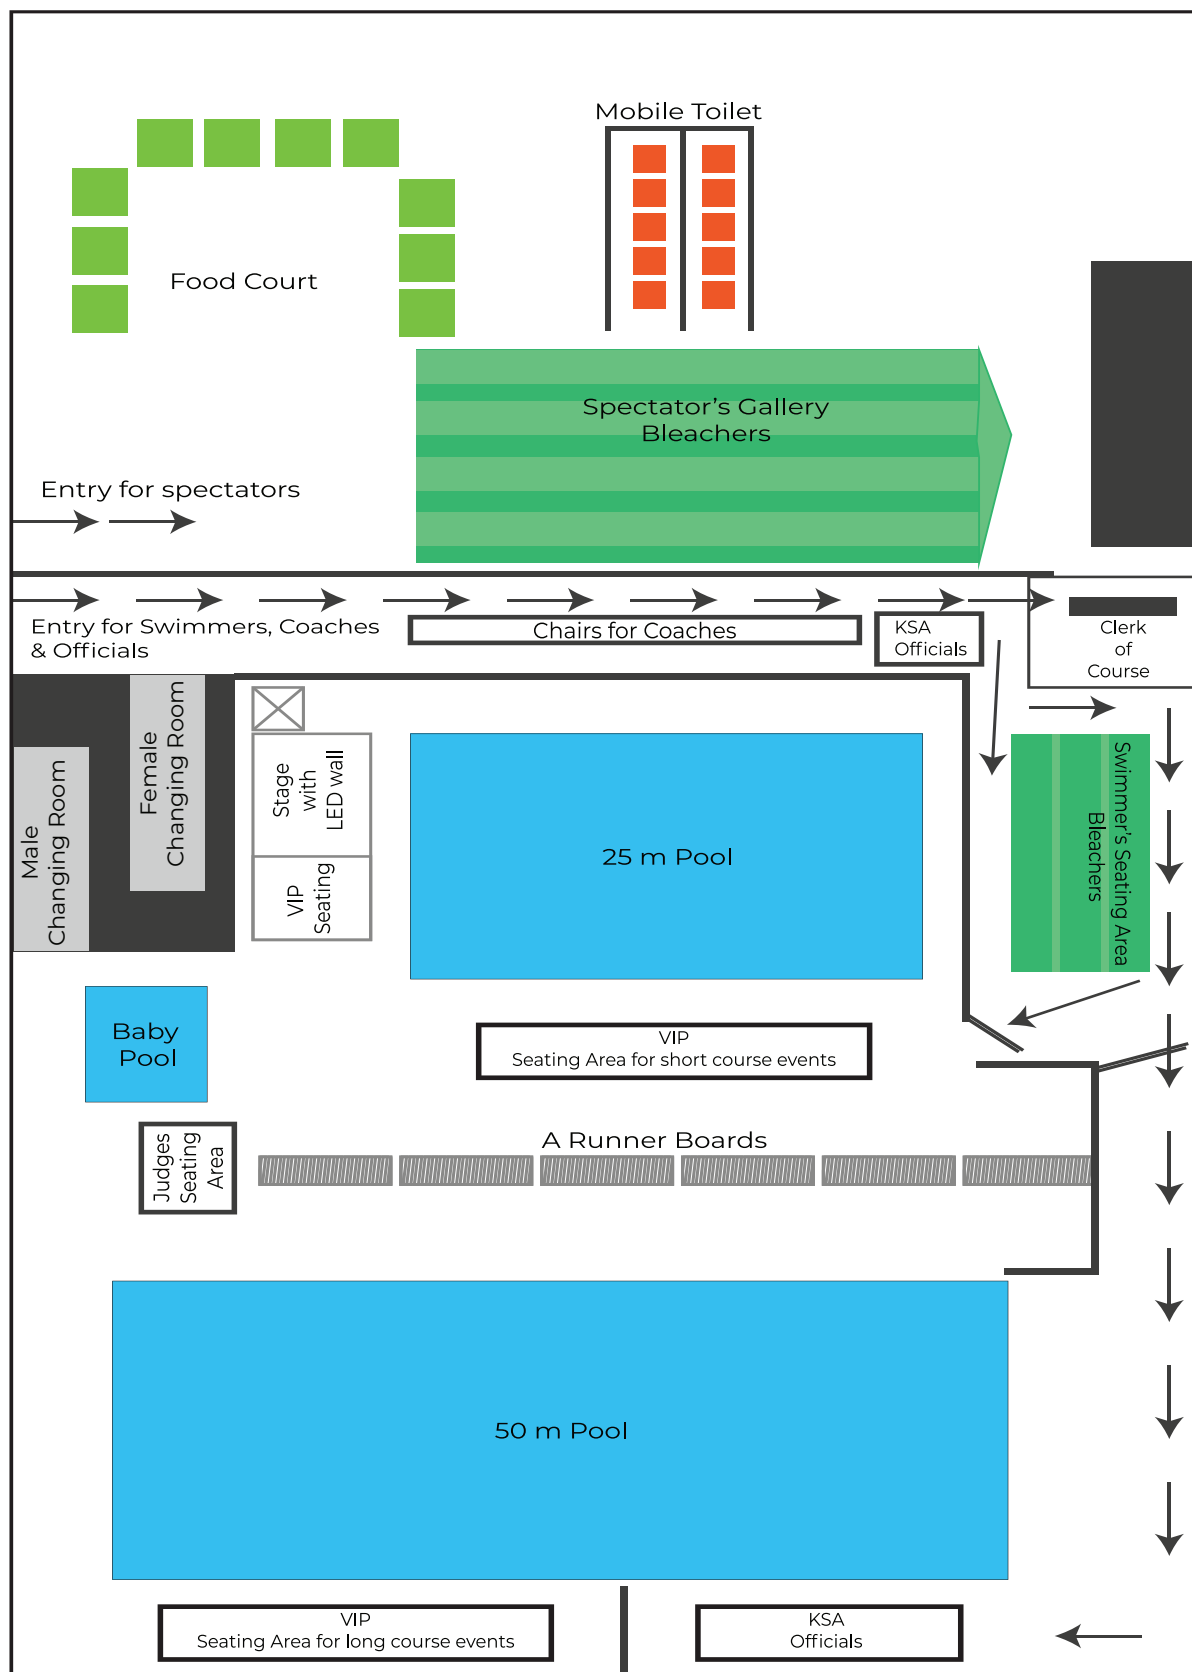 Mobile Toilet
Food Court
Spectator’s Gallery
Bleachers
Entry for spectators
Entry for Swimmers, Coaches
& Officials
Chairs for Coaches
KSA
Officials
Clerk
of
Course
Male
Changing Room
Female
Changing Room
Stage
with
LED wall
VIP
Seating
25 m Pool
Swimmer’s Seating Area
Bleachers
Baby
Pool
VIP
Seating Area for short course events
Judges
Seating
Area
A Runner Boards
50 m Pool
VIP
Seating Area for long course events
KSA
Officials